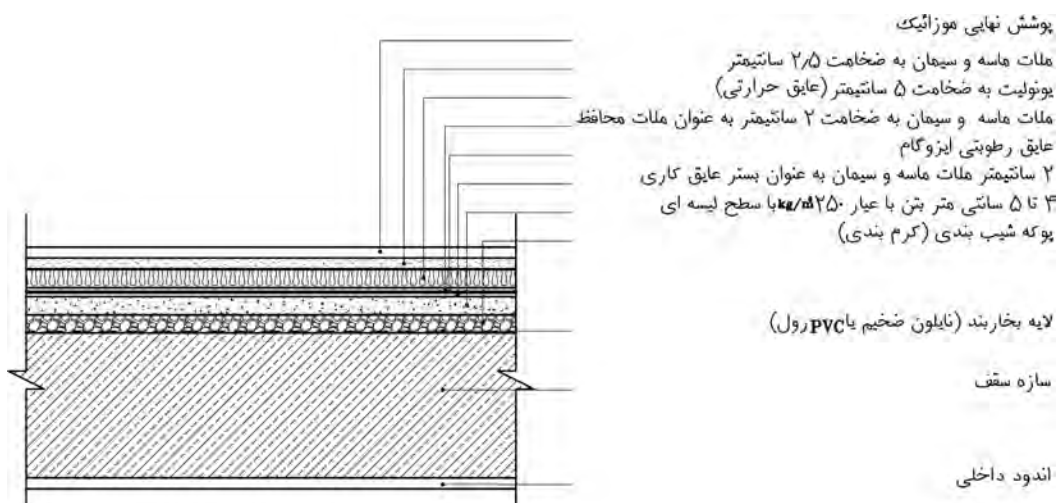 پوشش نهایی موزائیک
ملات ماسه و سیمان به ضخامت ۲٫۵ سانتیمتر
یونولیت به ضخامت ۵ سانتیمتر (عایق حرارتی)
ملات ماسه و سیمان به ضخامت ۲ سانتیمتر به عنوان ملات محافظ
عایق رطوبتی ایزوگام
۲ سانتیمتر ملات ماسه و سیمان به عنوان بستر عایق کاری
۴ تا ۵ سانتی متر بتن با عیار ۲۵۰kg/m³ با سطح لیسه ای
پوکه شیب بندی (کرم بندی)
لایه بخاربند (نایلون ضخیم یا PVC رول)
سازه سقف
اندود داخلی